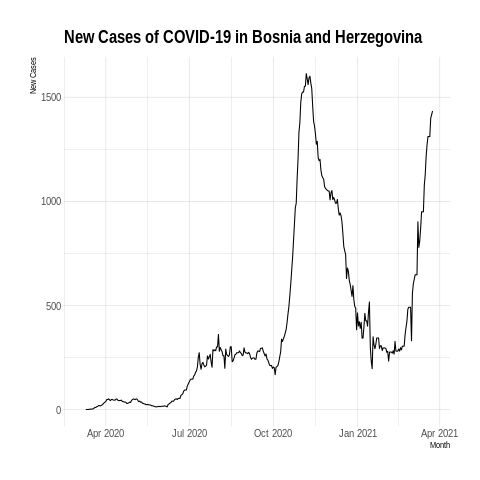 New Cases of COVID-19 in Bosnia and Herzegovina
New Cases
1500
1000
500
0
Apr 2020 Jul 2020 Oct 2020 Jan 2021 Apr 2021
Month